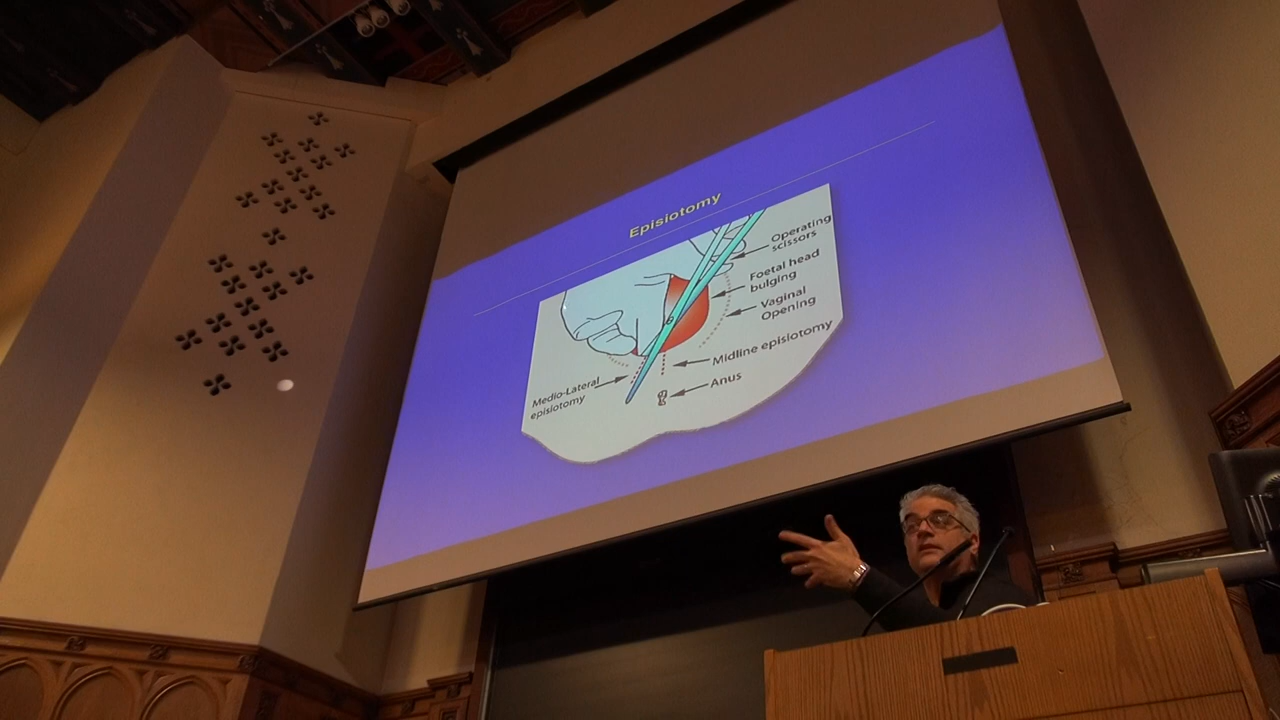 Episiotomy
Operating
scissors
Foetal head
bulging
Vaginal
Opening
Midline episiotomy
Anus
Medio-Lateral
episiotomy